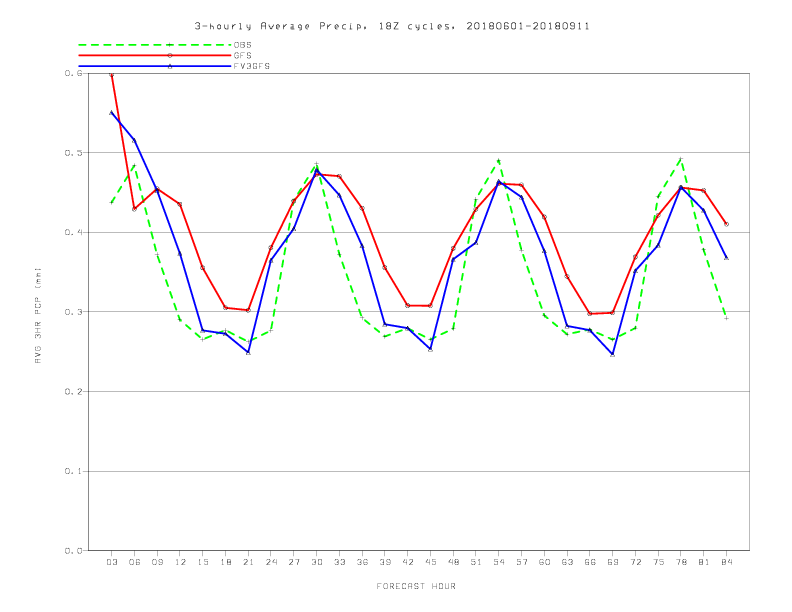 3-hourly Average Precip, 18Z cycles, 20180601-20180911
OBS
GFS
FV3GFS
0.6
0.5
0.4
0.3
0.2
0.1
0.0
AVG 3HR PCP (mm)
03 06 09 12 15 18 21 24 27 30 33 36 39 42 45 48 51 54 57 60 63 66 69 72 75 78 81 84
FORECAST HOUR